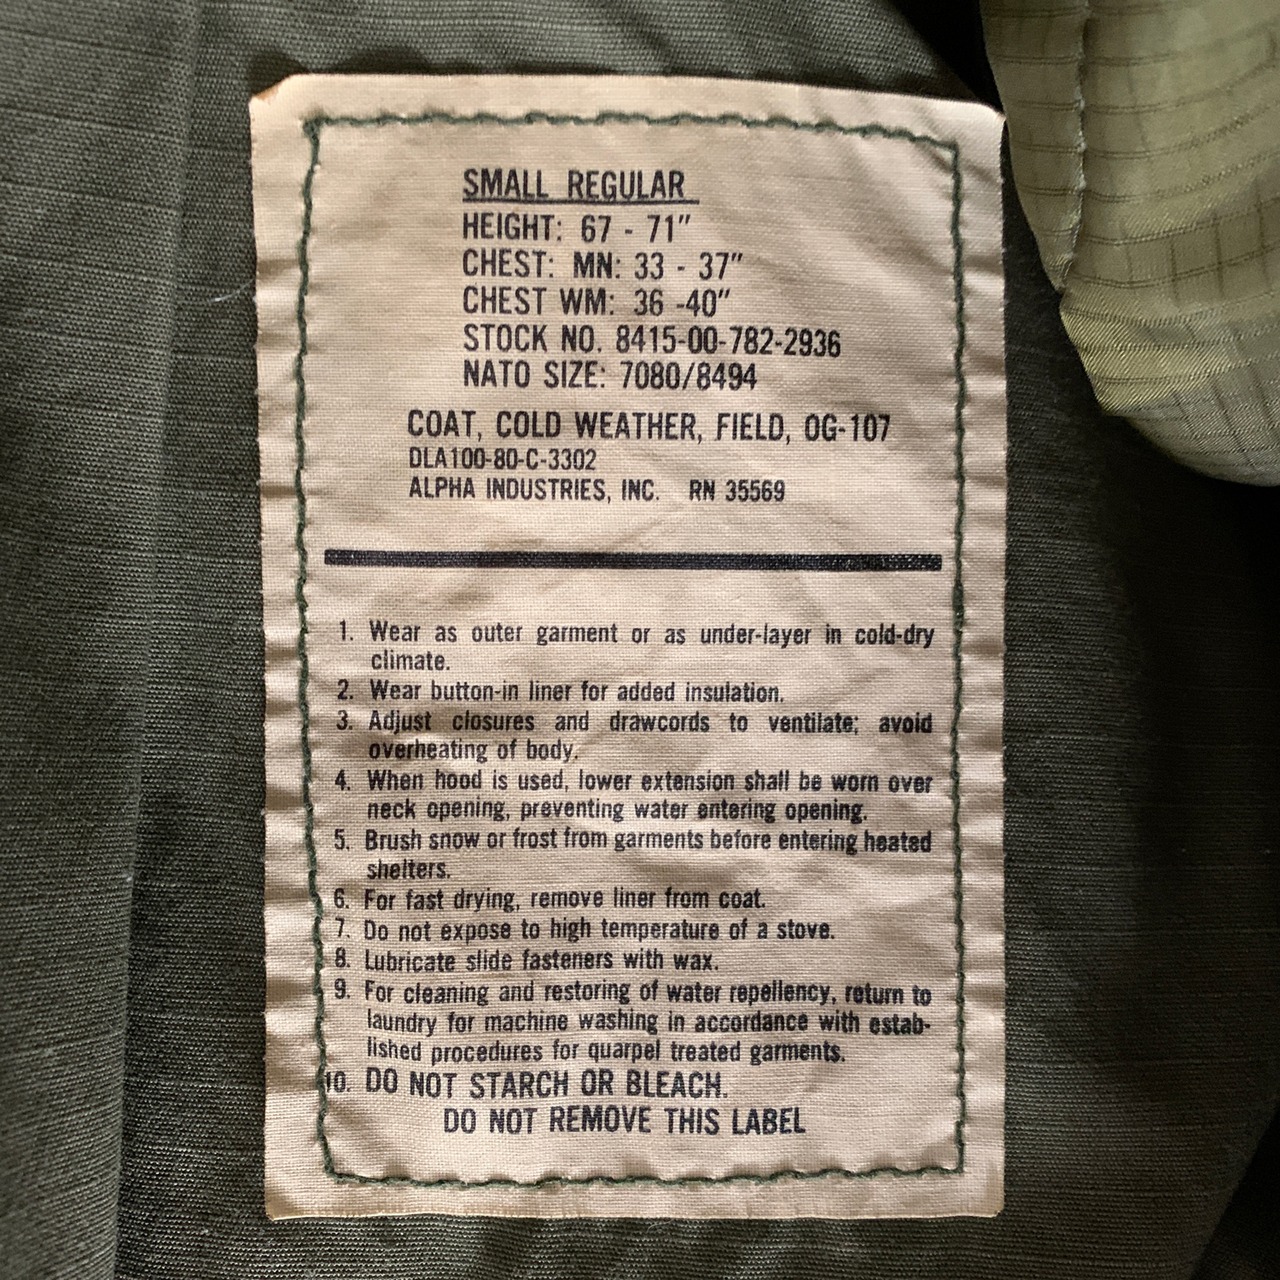 SMALL REGULAR
HEIGHT: 67 - 71"
CHEST: MN: 33 - 37"
CHEST WM: 36 -40"
STOCK NO. 8415-00-782-2936
NATO SIZE: 7080/8494
COAT, COLD WEATHER, FIELD, OG-107
DLA100-80-C-3302
ALPHA INDUSTRIES, INC. RN 35569
1. Wear as outer garment or as under-layer in cold-dry
climate.
2. Wear button-in liner for added insulation.
3. Adjust closures and drawcords to ventilate; avoid
overheating of body.
4. When hood is used, lower extension shall be worn over
neck opening, preventing water entering opening.
5. Brush snow or frost from garments before entering heated
shelters.
6. For fast drying, remove liner from coat.
7. Do not expose to high temperature of a stove.
8. Lubricate slide fasteners with wax.
9. For cleaning and restoring of water repellency, return to
laundry for machine washing in accordance with estab-
lished procedures for quarpel treated garments.
10. DO NOT STARCH OR BLEACH.
DO NOT REMOVE THIS LABEL